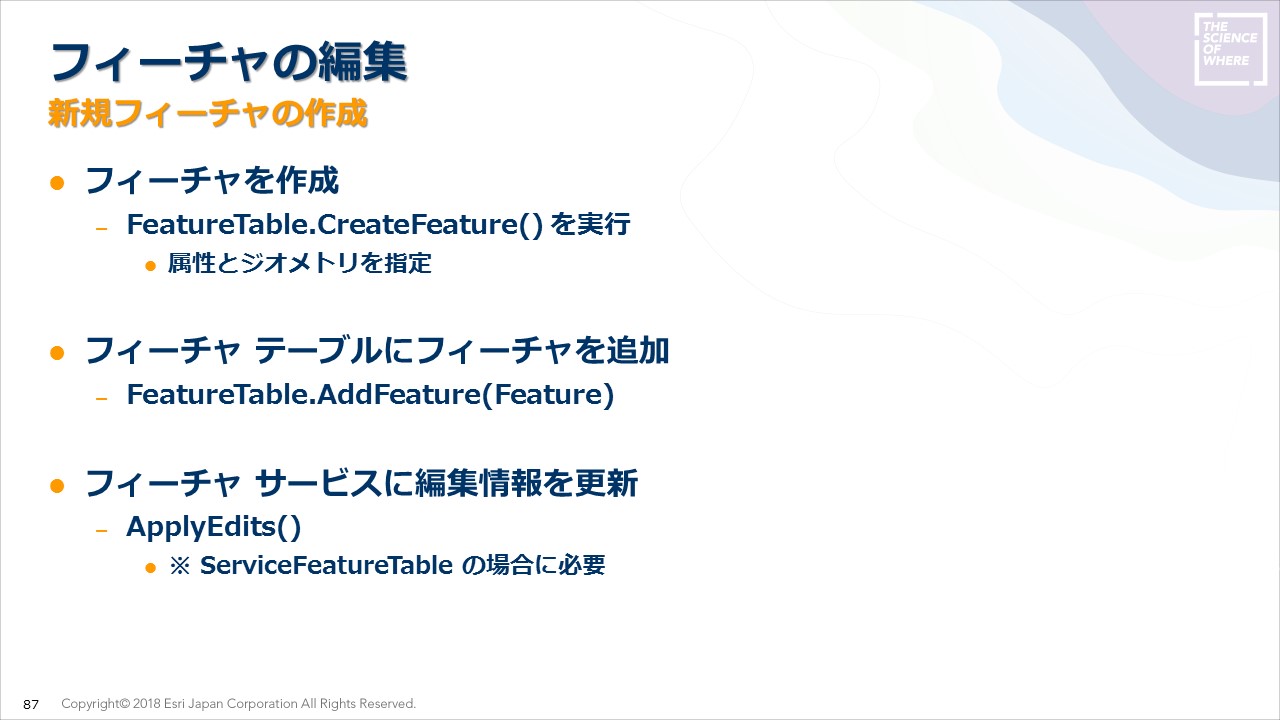 フィーチャの編集
新規フィーチャの作成
THE
SCIENCE
OF
WHERE
● フィーチャを作成
– FeatureTable.CreateFeature() を実行
● 属性とジオメトリを指定
● フィーチャ テーブルにフィーチャを追加
– FeatureTable.AddFeature(Feature)
● フィーチャ サービスに編集情報を更新
– ApplyEdits()
● ※ ServiceFeatureTable の場合に必要
87 Copyright© 2018 Esri Japan Corporation All Rights Reserved.